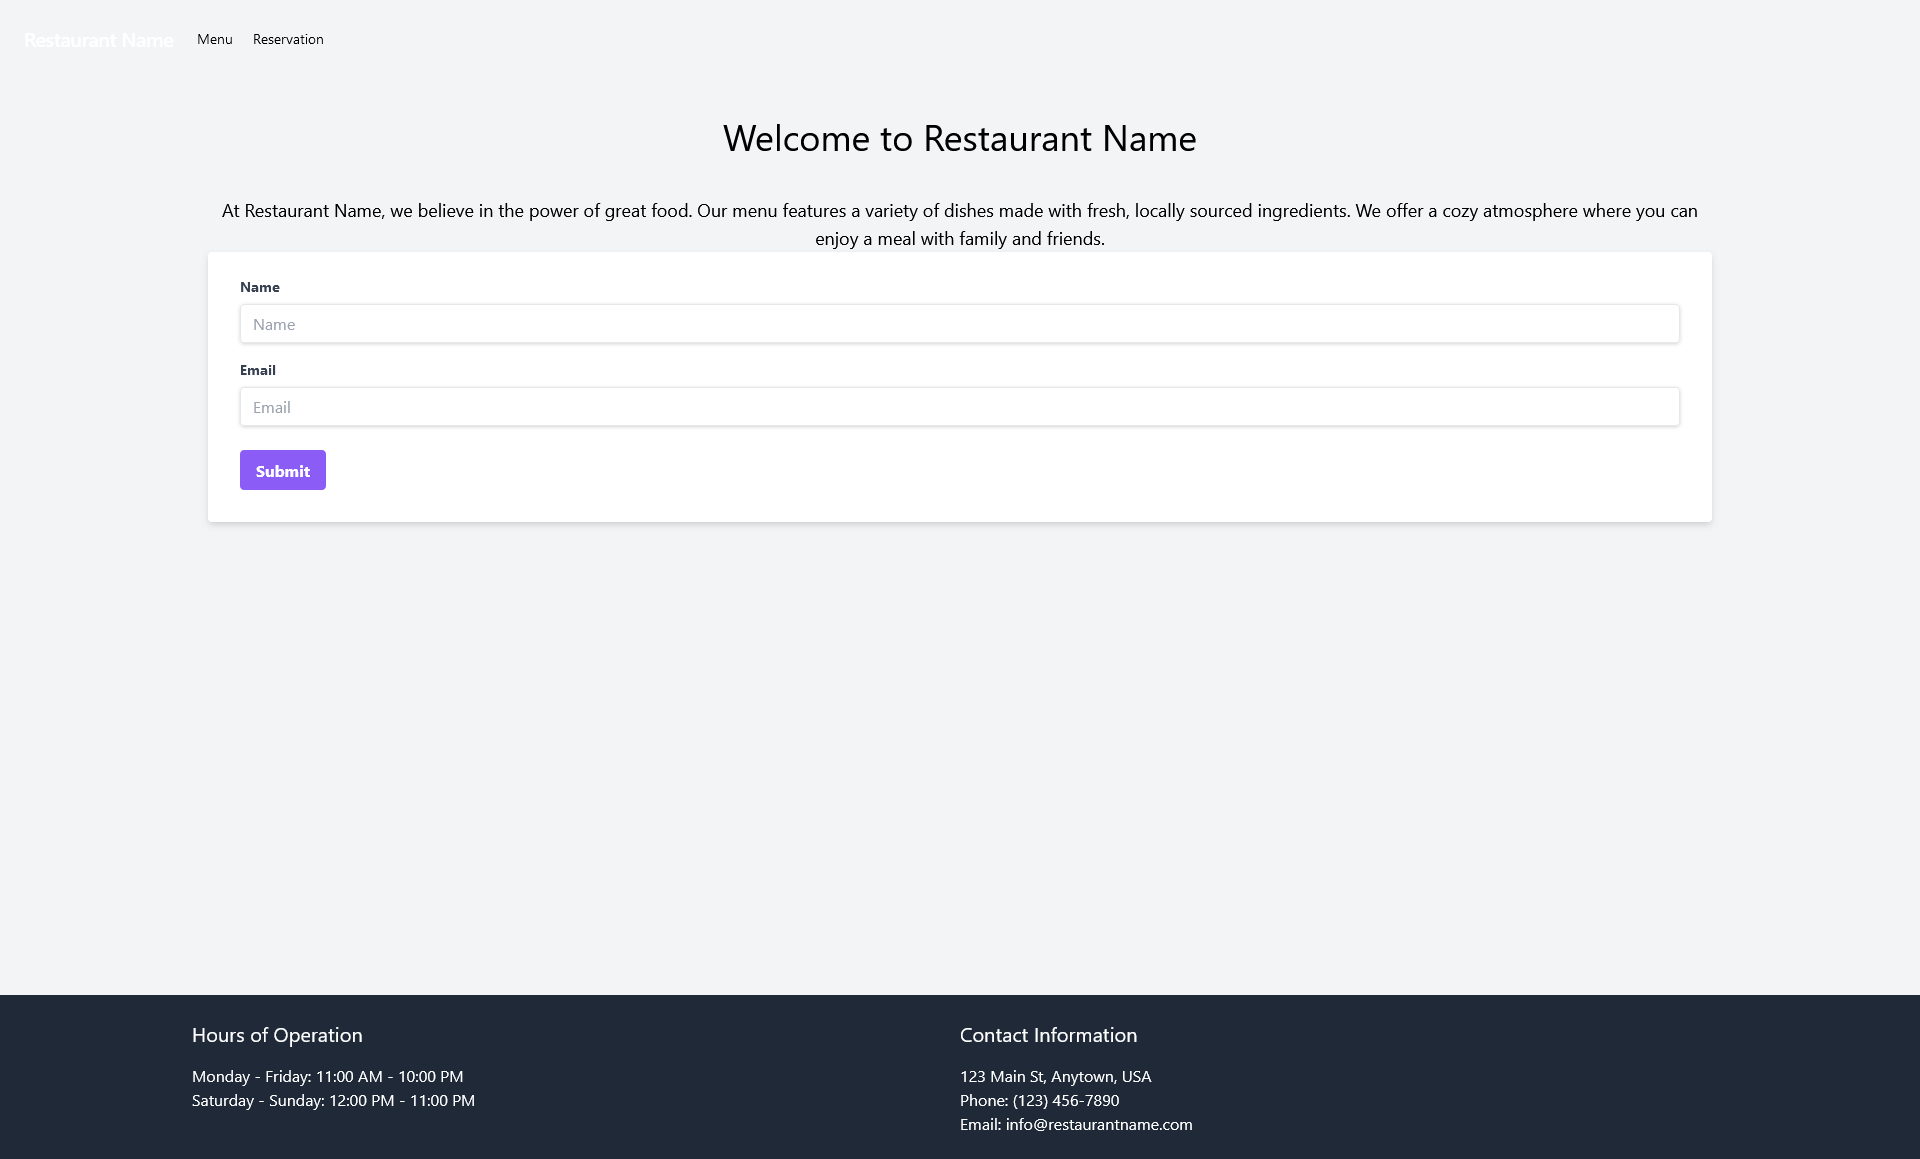 Restaurant Name
Menu
Reservation
Welcome to Restaurant Name
At Restaurant Name, we believe in the power of great food. Our menu features a variety of dishes made with fresh, locally sourced ingredients. We offer a cozy atmosphere where you can
enjoy a meal with family and friends.
Name
Name
Email
Email
Submit
Hours of Operation
Monday - Friday: 11:00 AM - 10:00 PM
Saturday - Sunday: 12:00 PM - 11:00 PM
Contact Information
123 Main St, Anytown, USA
Phone: (123) 456-7890
Email: info@restaurantname.com